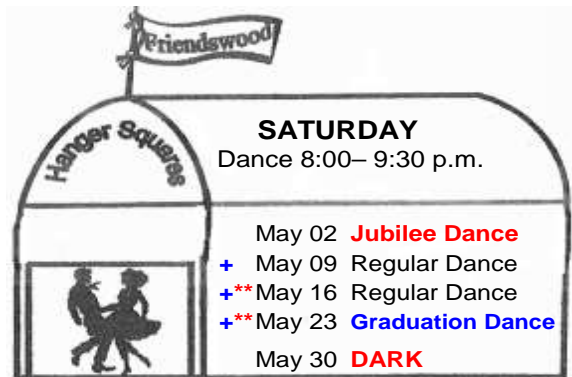 Friendswood
Hanger Squares
SATURDAY
Dance 8:00– 9:30 p.m.
May 02 Jubilee Dance
+ May 09 Regular Dance
+**May 16 Regular Dance
+**May 23 Graduation Dance
May 30 DARK